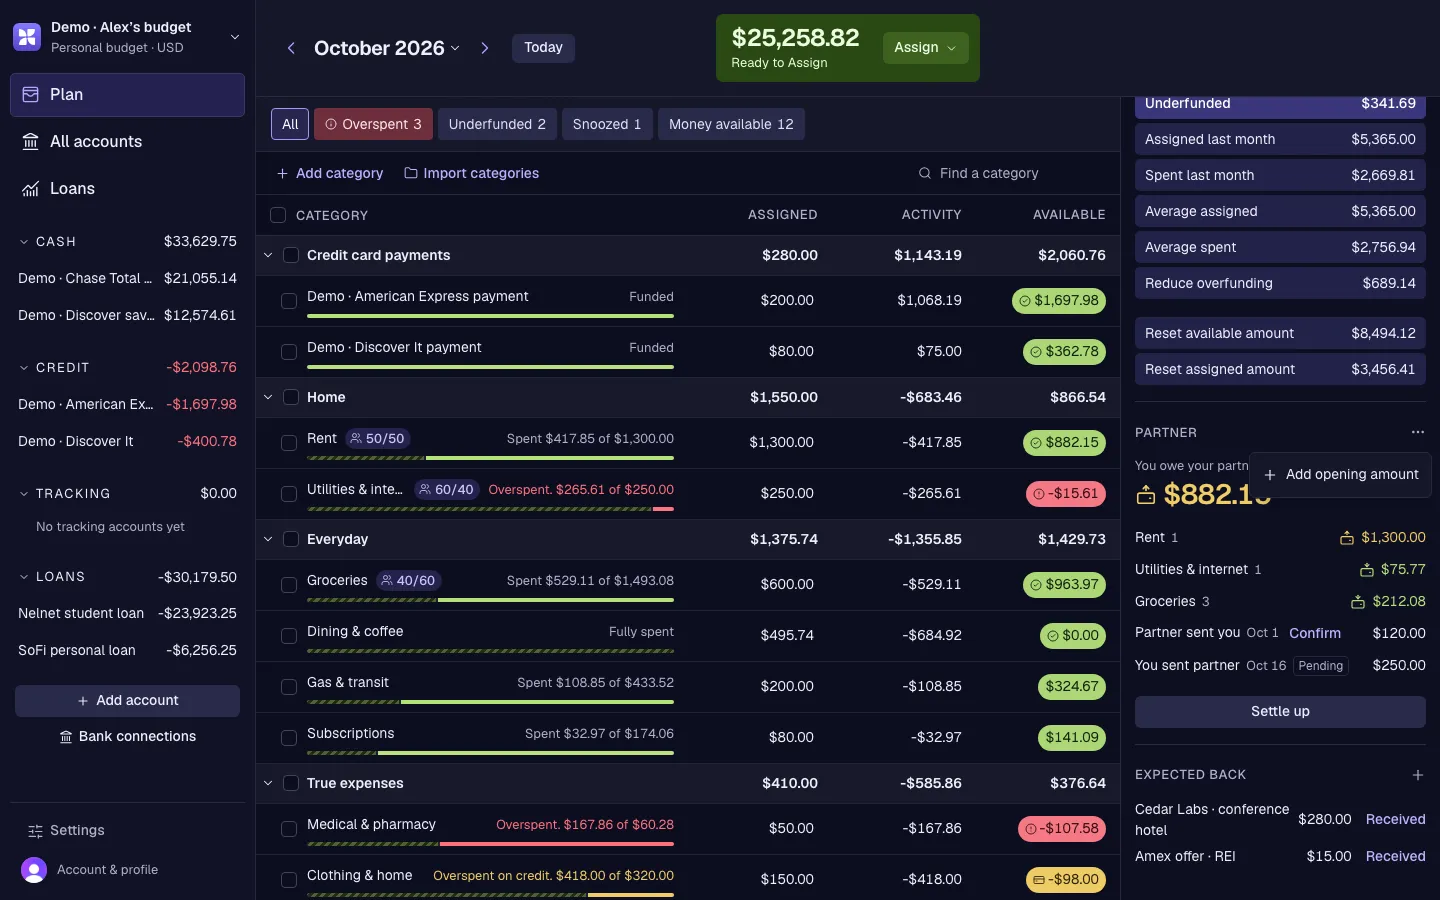 Demo · Alex's budget
Personal budget · USD
Plan
All accounts
Loans
CASH $33,629.75
Demo · Chase Total ... $21,055.14
Demo · Discover sav... $12,574.61
CREDIT -$2,098.76
Demo · American Ex... -$1,697.98
Demo · Discover It -$400.78
TRACKING $0.00
No tracking accounts yet
LOANS -$30,179.50
Nelnet student loan -$23,923.25
SoFi personal loan -$6,256.25
+ Add account
Bank connections
Settings
Account & profile
October 2026
Today
$25,258.82
Ready to Assign
Assign
All Overspent 3 Underfunded 2 Snoozed 1 Money available 12
+ Add category Import categories Find a category
CATEGORY ASSIGNED ACTIVITY AVAILABLE
Credit card payments $280.00 $1,143.19 $2,060.76
Demo · American Express payment Funded $200.00 $1,068.19 $1,697.98
Demo · Discover It payment Funded $80.00 $75.00 $362.78
Home $1,550.00 -$683.46 $866.54
Rent 50/50 Spent $417.85 of $1,300.00 $1,300.00 -$417.85 $882.15
Utilities & inte... 60/40 Overspent. $265.61 of $250.00 $250.00 -$265.61 -$15.61
Everyday $1,375.74 -$1,355.85 $1,429.73
Groceries 40/60 Spent $529.11 of $1,493.08 $600.00 -$529.11 $963.97
Dining & coffee Fully spent $495.74 -$684.92 $0.00
Gas & transit Spent $108.85 of $433.52 $200.00 -$108.85 $324.67
Subscriptions Spent $32.97 of $174.06 $80.00 -$32.97 $141.09
True expenses $410.00 -$585.86 $376.64
Medical & pharmacy Overspent. $167.86 of $60.28 $50.00 -$167.86 -$107.58
Clothing & home Overspent on credit. $418.00 of $320.00 $150.00 -$418.00 -$98.00
Underfunded $341.69
Assigned last month $5,365.00
Spent last month $2,669.81
Average assigned $5,365.00
Average spent $2,756.94
Reduce overfunding $689.14
Reset available amount $8,494.12
Reset assigned amount $3,456.41
PARTNER ...
You owe your partn
+ Add opening amount
$882.15
Rent 1 $1,300.00
Utilities & internet 1 $75.77
Groceries 3 $212.08
Partner sent you Oct 1 Confirm $120.00
You sent partner Oct 16 Pending $250.00
Settle up
EXPECTED BACK +
Cedar Labs · conference
hotel $280.00 Received
Amex offer · REI $15.00 Received